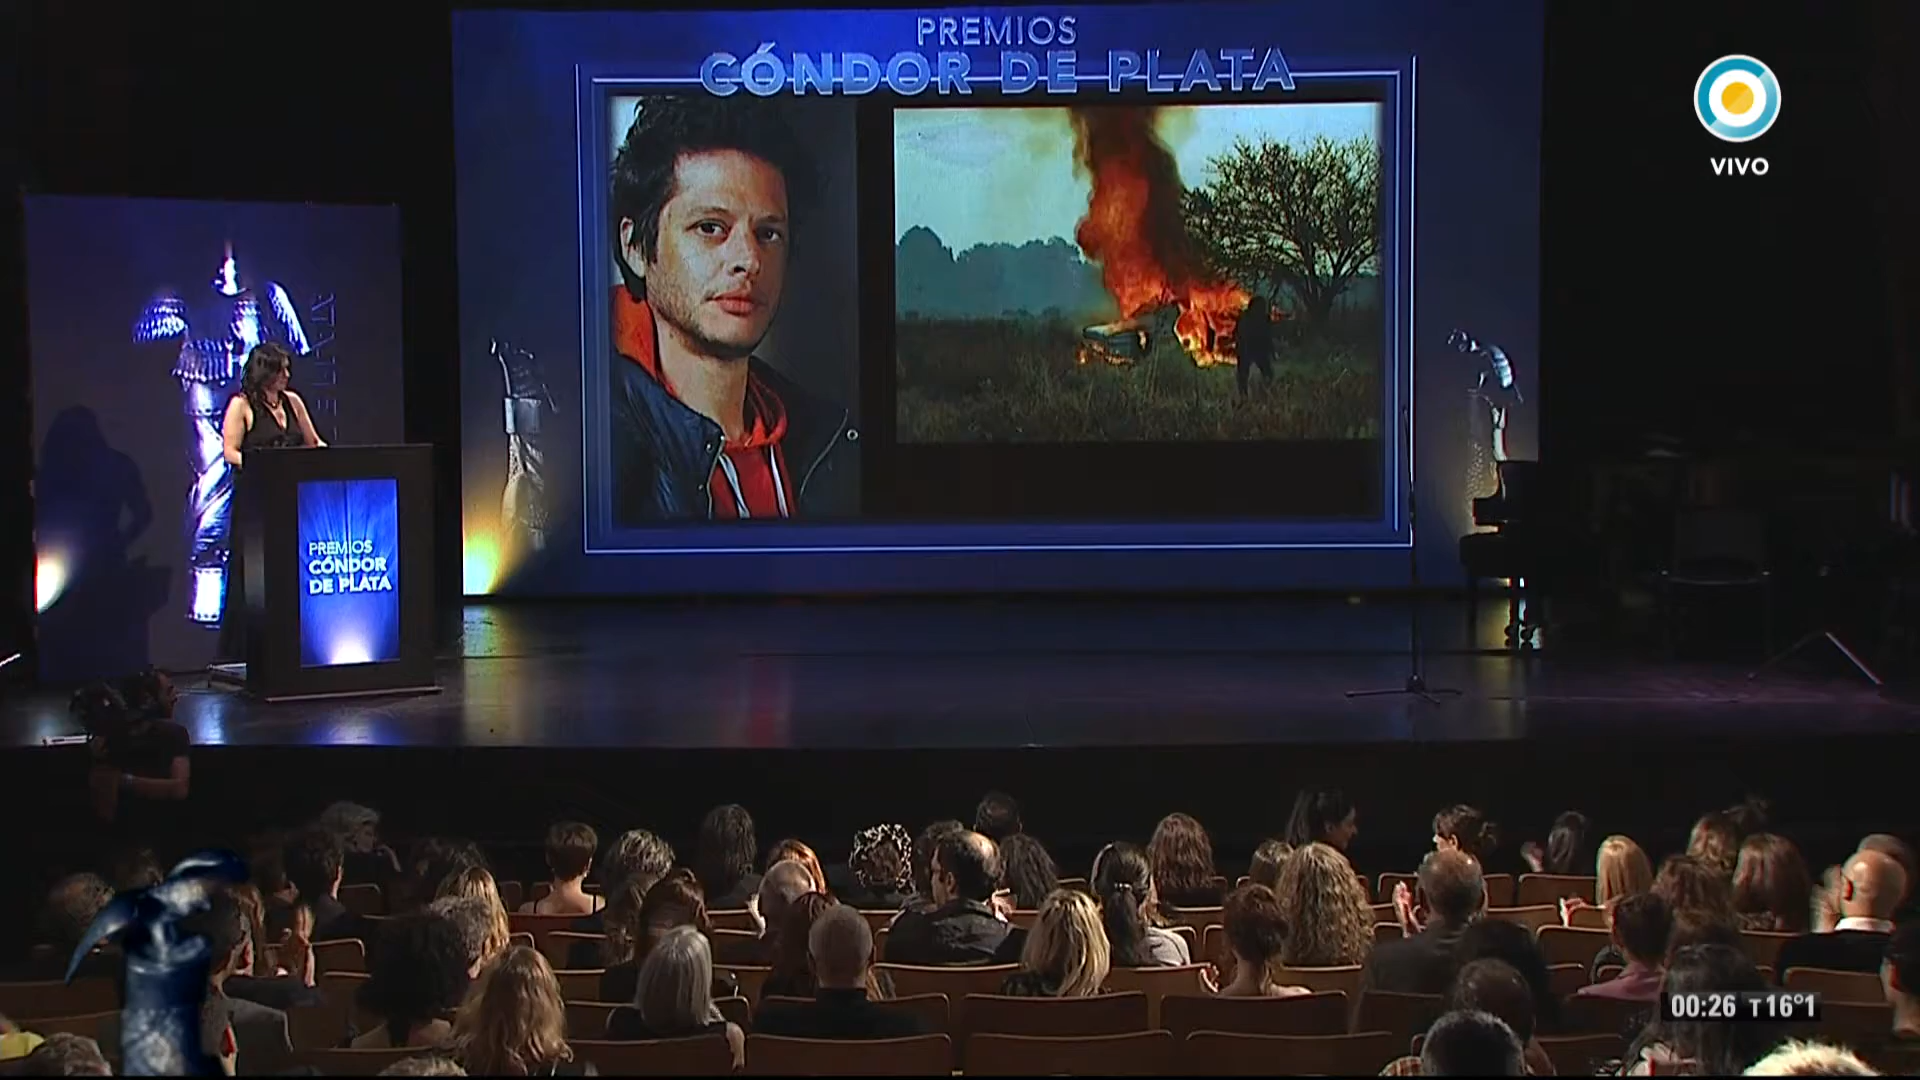 PREMIOS
CÓNDOR DE PLATA
VIVO
PREMIOS
CÓNDOR
DE PLATA
00:26 T16°1